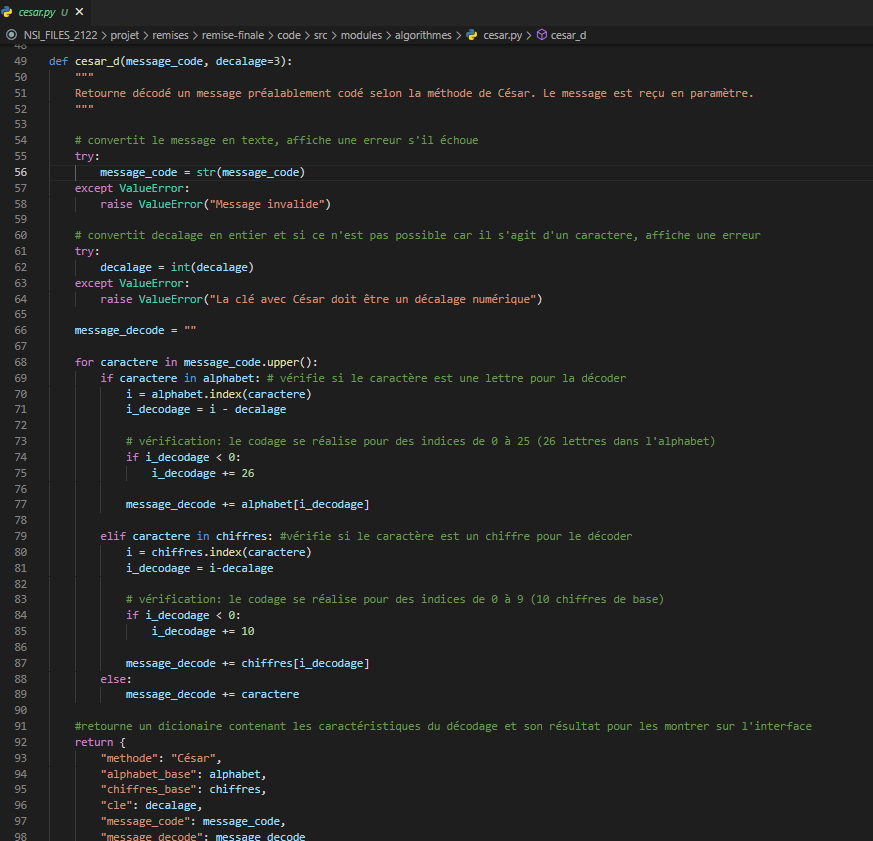 cesar.py U ×
NSI_FILES_2122 > projet > remises > remise-finale > code > src > modules > algorithmes > cesar.py > cesar_d
48
49 def cesar_d(message_code, decalage=3):
50 """
51 Retourne décodé un message préalablement codé selon la méthode de César. Le message est reçu en paramètre.
52 """
53
54 # convertit le message en texte, affiche une erreur s'il échoue
55 try:
56 message_code = str(message_code)
57 except ValueError:
58 raise ValueError("Message invalide")
59
60 # convertit decalage en entier et si ce n'est pas possible car il s'agit d'un caractere, affiche une erreur
61 try:
62 decalage = int(decalage)
63 except ValueError:
64 raise ValueError("La clé avec César doit être un décalage numérique")
65
66 message_decode = ""
67
68 for caractere in message_code.upper():
69 if caractere in alphabet: # vérifie si le caractère est une lettre pour la décoder
70 i = alphabet.index(caractere)
71 i_decodage = i - decalage
72
73 # vérification: le codage se réalise pour des indices de 0 à 25 (26 lettres dans l'alphabet)
74 if i_decodage < 0:
75 i_decodage += 26
76
77 message_decode += alphabet[i_decodage]
78
79 elif caractere in chiffres: #vérifie si le caractère est un chiffre pour le décoder
80 i = chiffres.index(caractere)
81 i_decodage = i-decalage
82
83 # vérification: le codage se réalise pour des indices de 0 à 9 (10 chiffres de base)
84 if i_decodage < 0:
85 i_decodage += 10
86
87 message_decode += chiffres[i_decodage]
88 else:
89 message_decode += caractere
90
91 #retourne un dicionaire contenant les caractéristiques du décodage et son résultat pour les montrer sur l'interface
92 return {
93 "methode": "César",
94 "alphabet_base": alphabet,
95 "chiffres_base": chiffres,
96 "cle": decalage,
97 "message_code": message_code,
98 "message_decode": message_decode